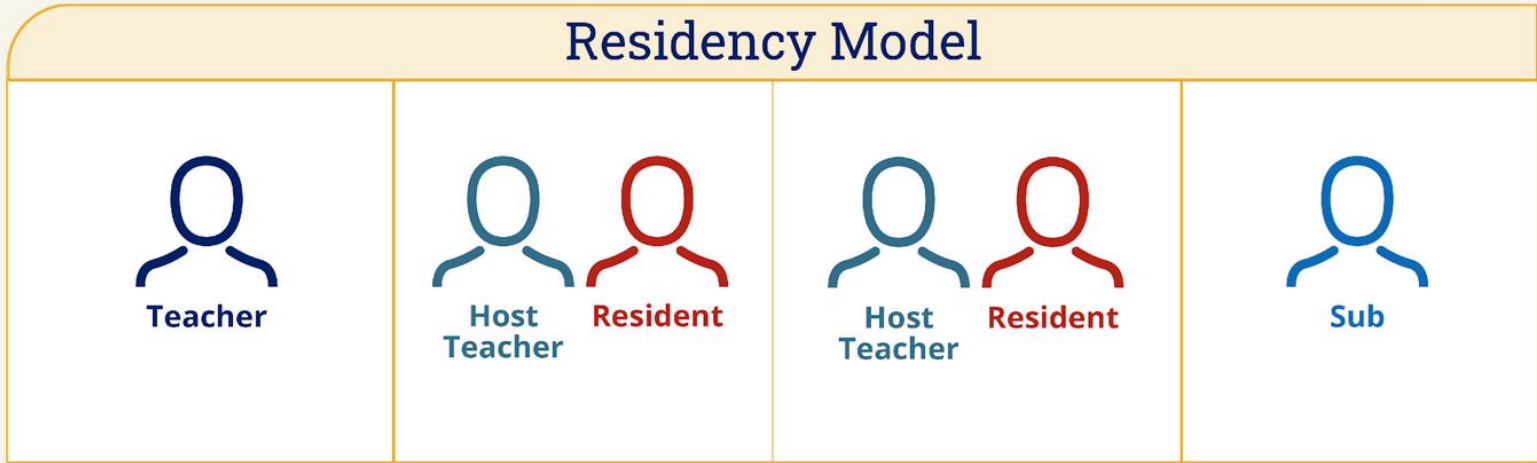 Residency Model
Teacher
Host
Teacher
Resident
Host
Teacher
Resident
Sub